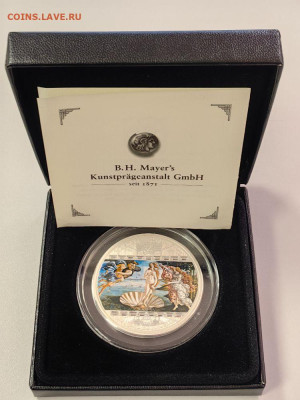 COINS.LAVE.RU
B.H. Mayer's
Kunstprägeanstalt GmbH
seit 1871